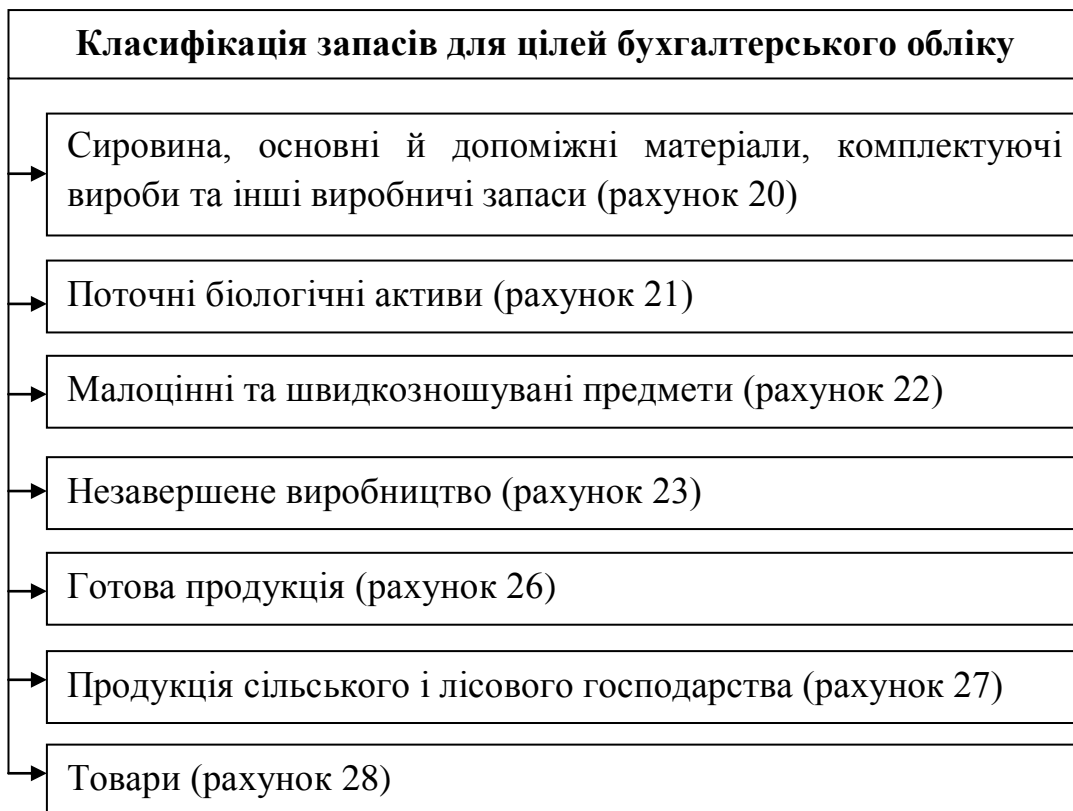 Класифікація запасів для цілей бухгалтерського обліку
Сировина, основні й допоміжні матеріали, комплектуючі
вироби та інші виробничі запаси (рахунок 20)
Поточні біологічні активи (рахунок 21)
Малоцінні та швидкозношувані предмети (рахунок 22)
Незавершене виробництво (рахунок 23)
Готова продукція (рахунок 26)
Продукція сільського і лісового господарства (рахунок 27)
Товари (рахунок 28)